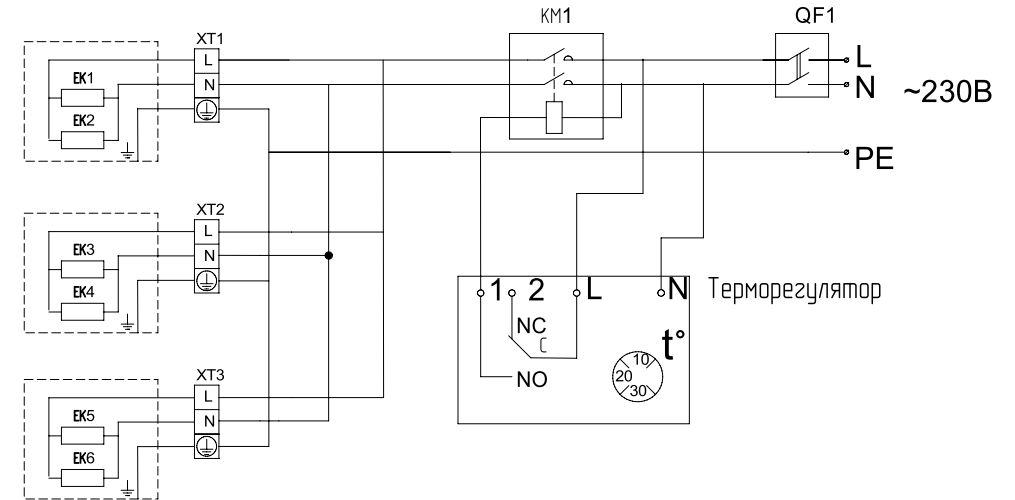 KM1
QF1
XT1
L
N
EK1
EK2
L
N
~230В
PE
XT2
L
N
EK3
EK4
1
2
L
N
Терморегулятор
NC
C
NO
t°
10
20
30
XT3
L
N
EK5
EK6